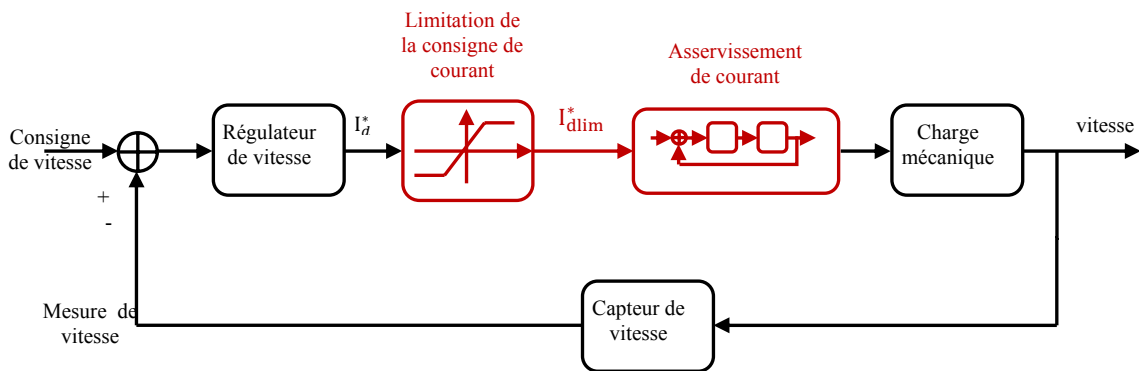 Limitation de
la consigne de
courant
Asservissement
de courant
Consigne
de vitesse
Régulateur
de vitesse
I*d
I*dlim
Charge
mécanique
vitesse
+
-
Mesure de
vitesse
Capteur de
vitesse